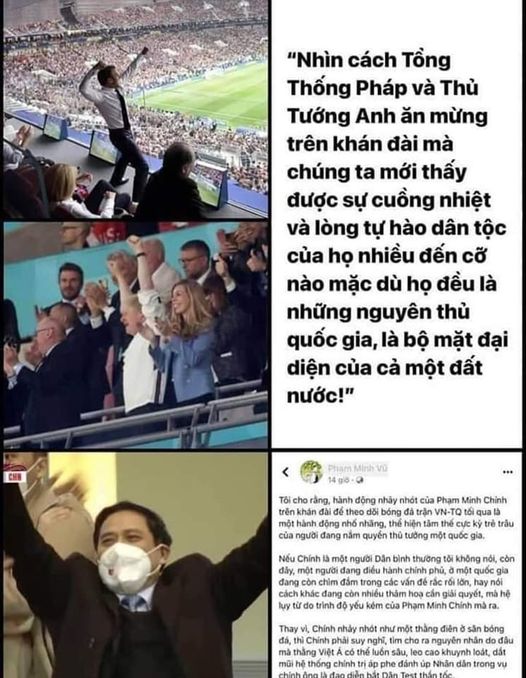 “Nhìn cách Tổng
Thống Pháp và Thủ
Tướng Anh ăn mừng
trên khán đài mà
chúng ta mới thấy
được sự cuồng nhiệt
và lòng tự hào dân tộc
của họ nhiều đến cỡ
nào mặc dù họ đều là
những nguyên thủ
quốc gia, là bộ mặt đại
diện của cả một đất
nước!”
CHN
Phạm Minh Vũ
14 giờ
Tôi cho rằng, hành động nhảy nhót của Phạm Minh Chính
trên khán đài để theo dõi bóng đá trận VN-TQ tối qua là
một hành động nhố nhăng, thể hiện tâm thế cực kỳ trẻ trâu
của người đang nắm quyền thủ tướng một quốc gia.
Nếu Chính là một người Dân bình thường tôi không nói, còn
đây, một người đang điều hành chính phủ, ở một quốc gia
đang còn chìm đắm trong các vấn đề rắc rối lớn, hay nói
cách khác đang còn nhiều thảm hoạ cần giải quyết, mà hệ
lụy từ do trình độ yếu kém của Phạm Minh Chính mà ra.
Thay vì, Chính nhảy nhót như một thằng điên ở sân bóng
đá, thì Chính phải suy nghĩ, tìm cho ra nguyên nhân do đâu
mà thằng Việt Á có thể luồn sâu, leo cao khuynh loát, dắt
mũi hệ thống chính trị áp phe đánh úp Nhân dân trong vụ
chính ông là đạo diễn bắt Dân Test thần tốc.